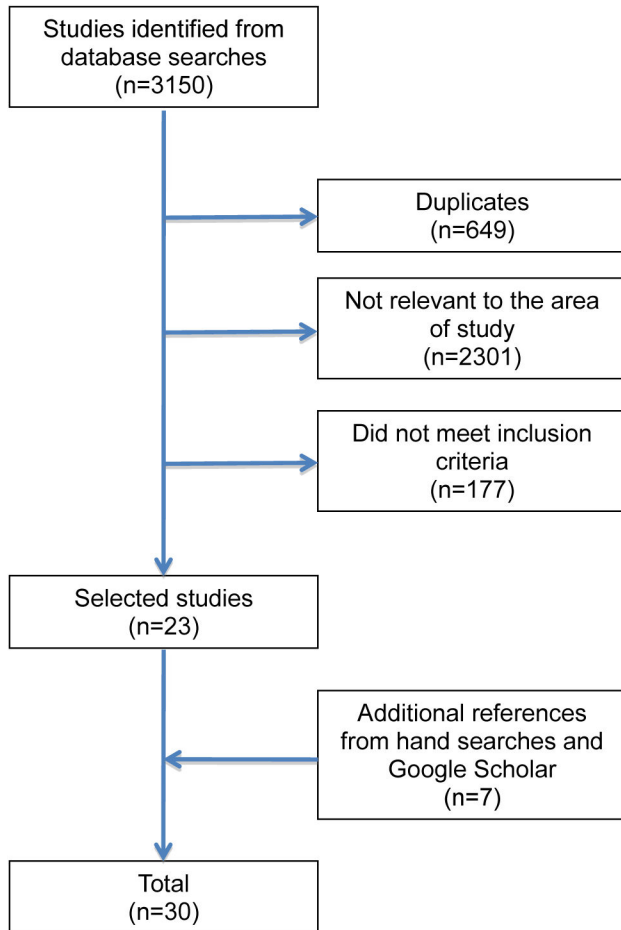 Studies identified from
database searches
(n=3150)
Duplicates
(n=649)
Not relevant to the area
of study
(n=2301)
Did not meet inclusion
criteria
(n=177)
Selected studies
(n=23)
Additional references
from hand searches and
Google Scholar
(n=7)
Total
(n=30)